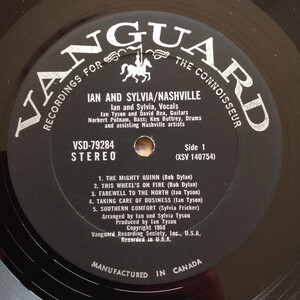 VANGUARD
RECORDINGS FOR THE CONNOISSEUR
IAN AND SYLVIA/NASHVILLE
Ian and Sylvia, Vocals
Ian Tyson and David Rea, Guitars
Norbert Putnam, Bass; Ken Buttrey, Drums
and assisting Nashville artists
VSD-79284
STEREO
Side 1
(XSV 140754)
1. THE MIGHTY QUINN (Bob Dylan)
2. THIS WHEEL'S ON FIRE (Bob Dylan)
3. FAREWELL TO THE NORTH (Ian Tyson)
4. TAKING CARE OF BUSINESS (Ian Tyson)
5. SOUTHERN COMFORT (Sylvia Fricker)
Arranged by Ian and Sylvia Tyson
Produced by Ian Tyson
Copyright 1968
Vanguard Recording Society, Inc., U.S.A.
Recorded in U.S.A.
MANUFACTURED IN CANADA